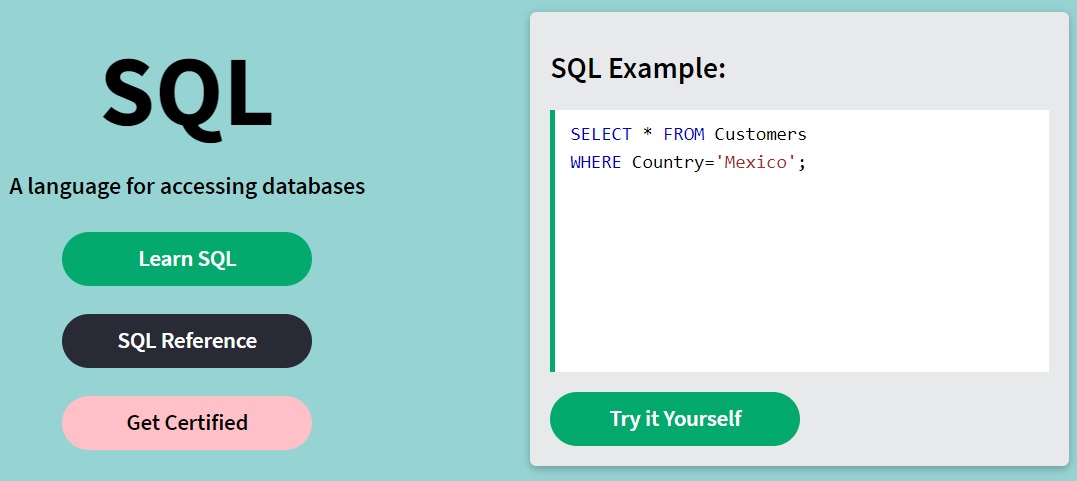 SQL
A language for accessing databases
Learn SQL
SQL Reference
Get Certified
SQL Example:
SELECT * FROM Customers
WHERE Country='Mexico';
Try it Yourself